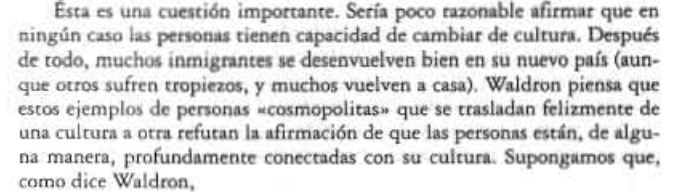 Ésta es una cuestión importante. Sería poco razonable afirmar que en
ningún caso las personas tienen capacidad de cambiar de cultura. Después
de todo, muchos inmigrantes se desenvuelven bien en su nuevo país (aun-
que otros sufren tropiezos, y muchos vuelven a casa). Waldron piensa que
estos ejemplos de personas «cosmopolitas» que se trasladan felizmente de
una cultura a otra refutan la afirmación de que las personas están, de algu-
na manera, profundamente conectadas con su cultura. Supongamos que,
como dice Waldron,